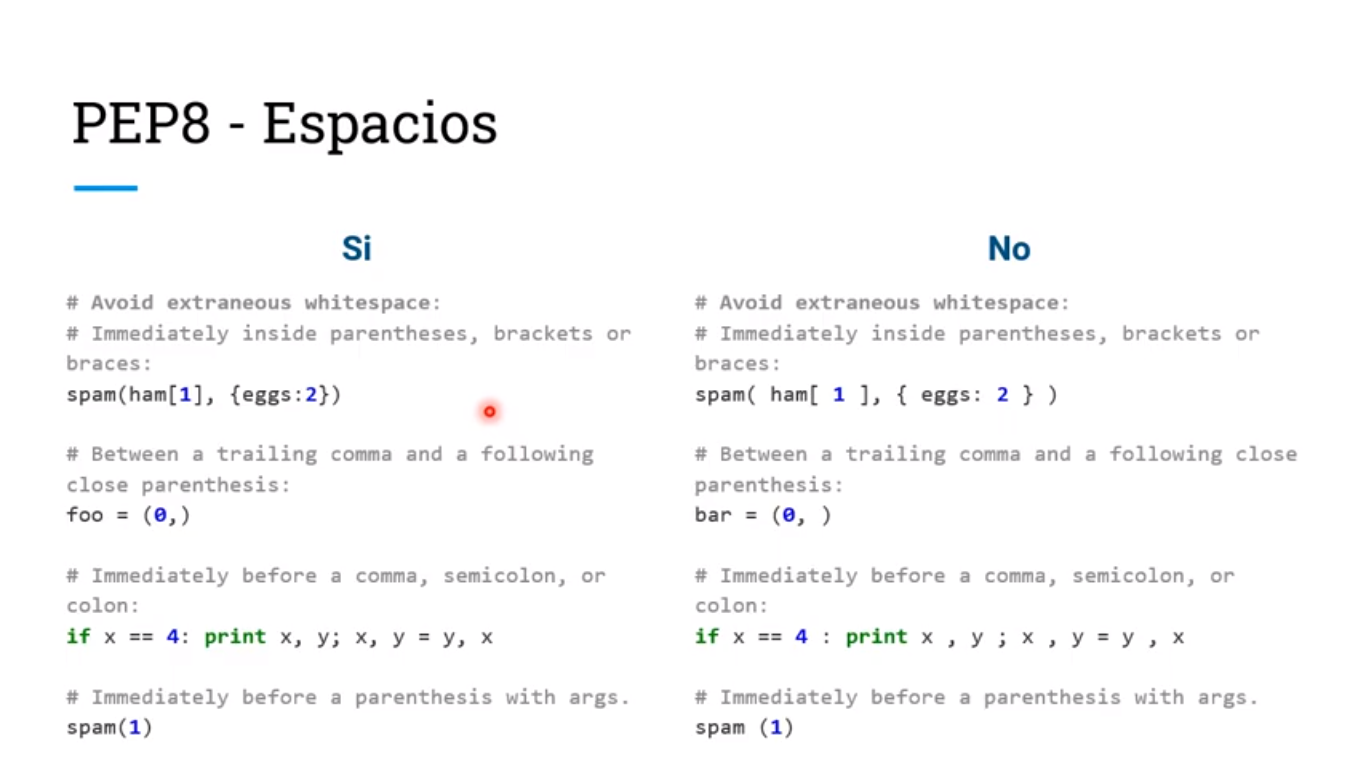 PEP8 - Espacios
Si
# Avoid extraneous whitespace:
# Immediately inside parentheses, brackets or
braces:
spam(ham[1], {eggs:2})
# Between a trailing comma and a following
close parenthesis:
foo = (0,)
# Immediately before a comma, semicolon, or
colon:
if x == 4: print x, y; x, y = y, x
# Immediately before a parenthesis with args.
spam(1)
No
# Avoid extraneous whitespace:
# Immediately inside parentheses, brackets or
braces:
spam( ham[ 1 ], { eggs: 2 } )
# Between a trailing comma and a following close
parenthesis:
bar = (0, )
# Immediately before a comma, semicolon, or
colon:
if x == 4 : print x , y ; x , y = y , x
# Immediately before a parenthesis with args.
spam (1)